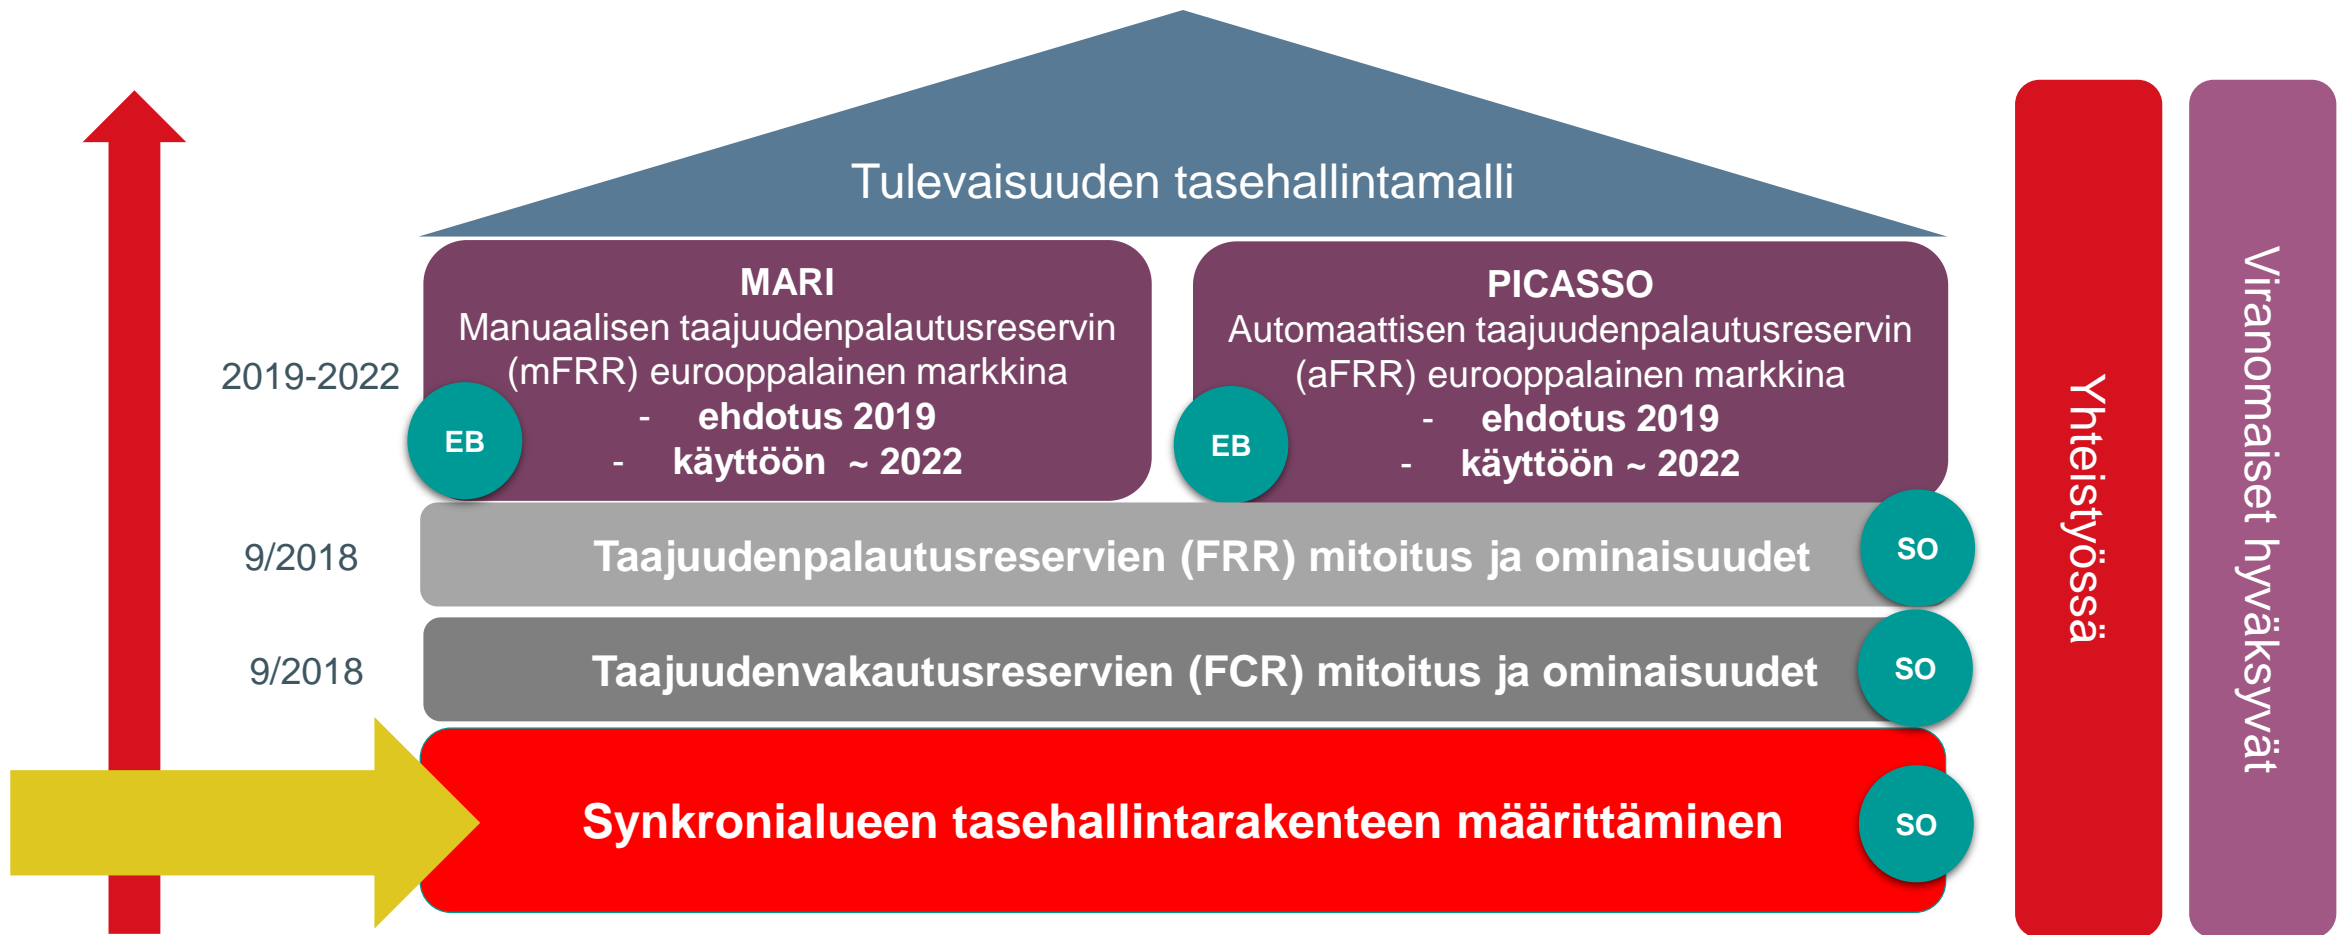 Tulevaisuuden tasehallintamalli
MARI
Manuaalisen taajuudenpalautusreservin
(mFRR) eurooppalainen markkina
- ehdotus 2019
- käyttöön ~ 2022
EB
PICASSO
Automaattisen taajuudenpalautusreservin
(aFRR) eurooppalainen markkina
- ehdotus 2019
- käyttöön ~ 2022
EB
2019-2022
9/2018
Taajuudenpalautusreservien (FRR) mitoitus ja ominaisuudet
SO
9/2018
Taajuudenvakautusreservien (FCR) mitoitus ja ominaisuudet
SO
Synkronialueen tasehallintarakenteen määrittäminen
SO
Yhteistyössä
Viranomaiset hyväksyvät